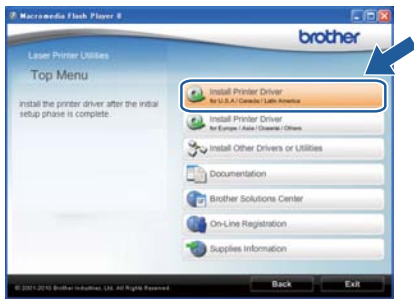 Macromedia Flash Player 8
brother
Laser Printer Utilities
Top Menu
Install the printer driver after the initial
setup phase is complete.
Install Printer Driver
for U.S.A / Canada / Latin America
Install Printer Driver
for Europe / Asia / Oceania / Others
Install Other Drivers or Utilities
Documentation
Brother Solutions Center
On-Line Registration
Supplies Information
© 2001-2010 Brother Industries, Ltd. All Rights Reserved.
Back
Exit